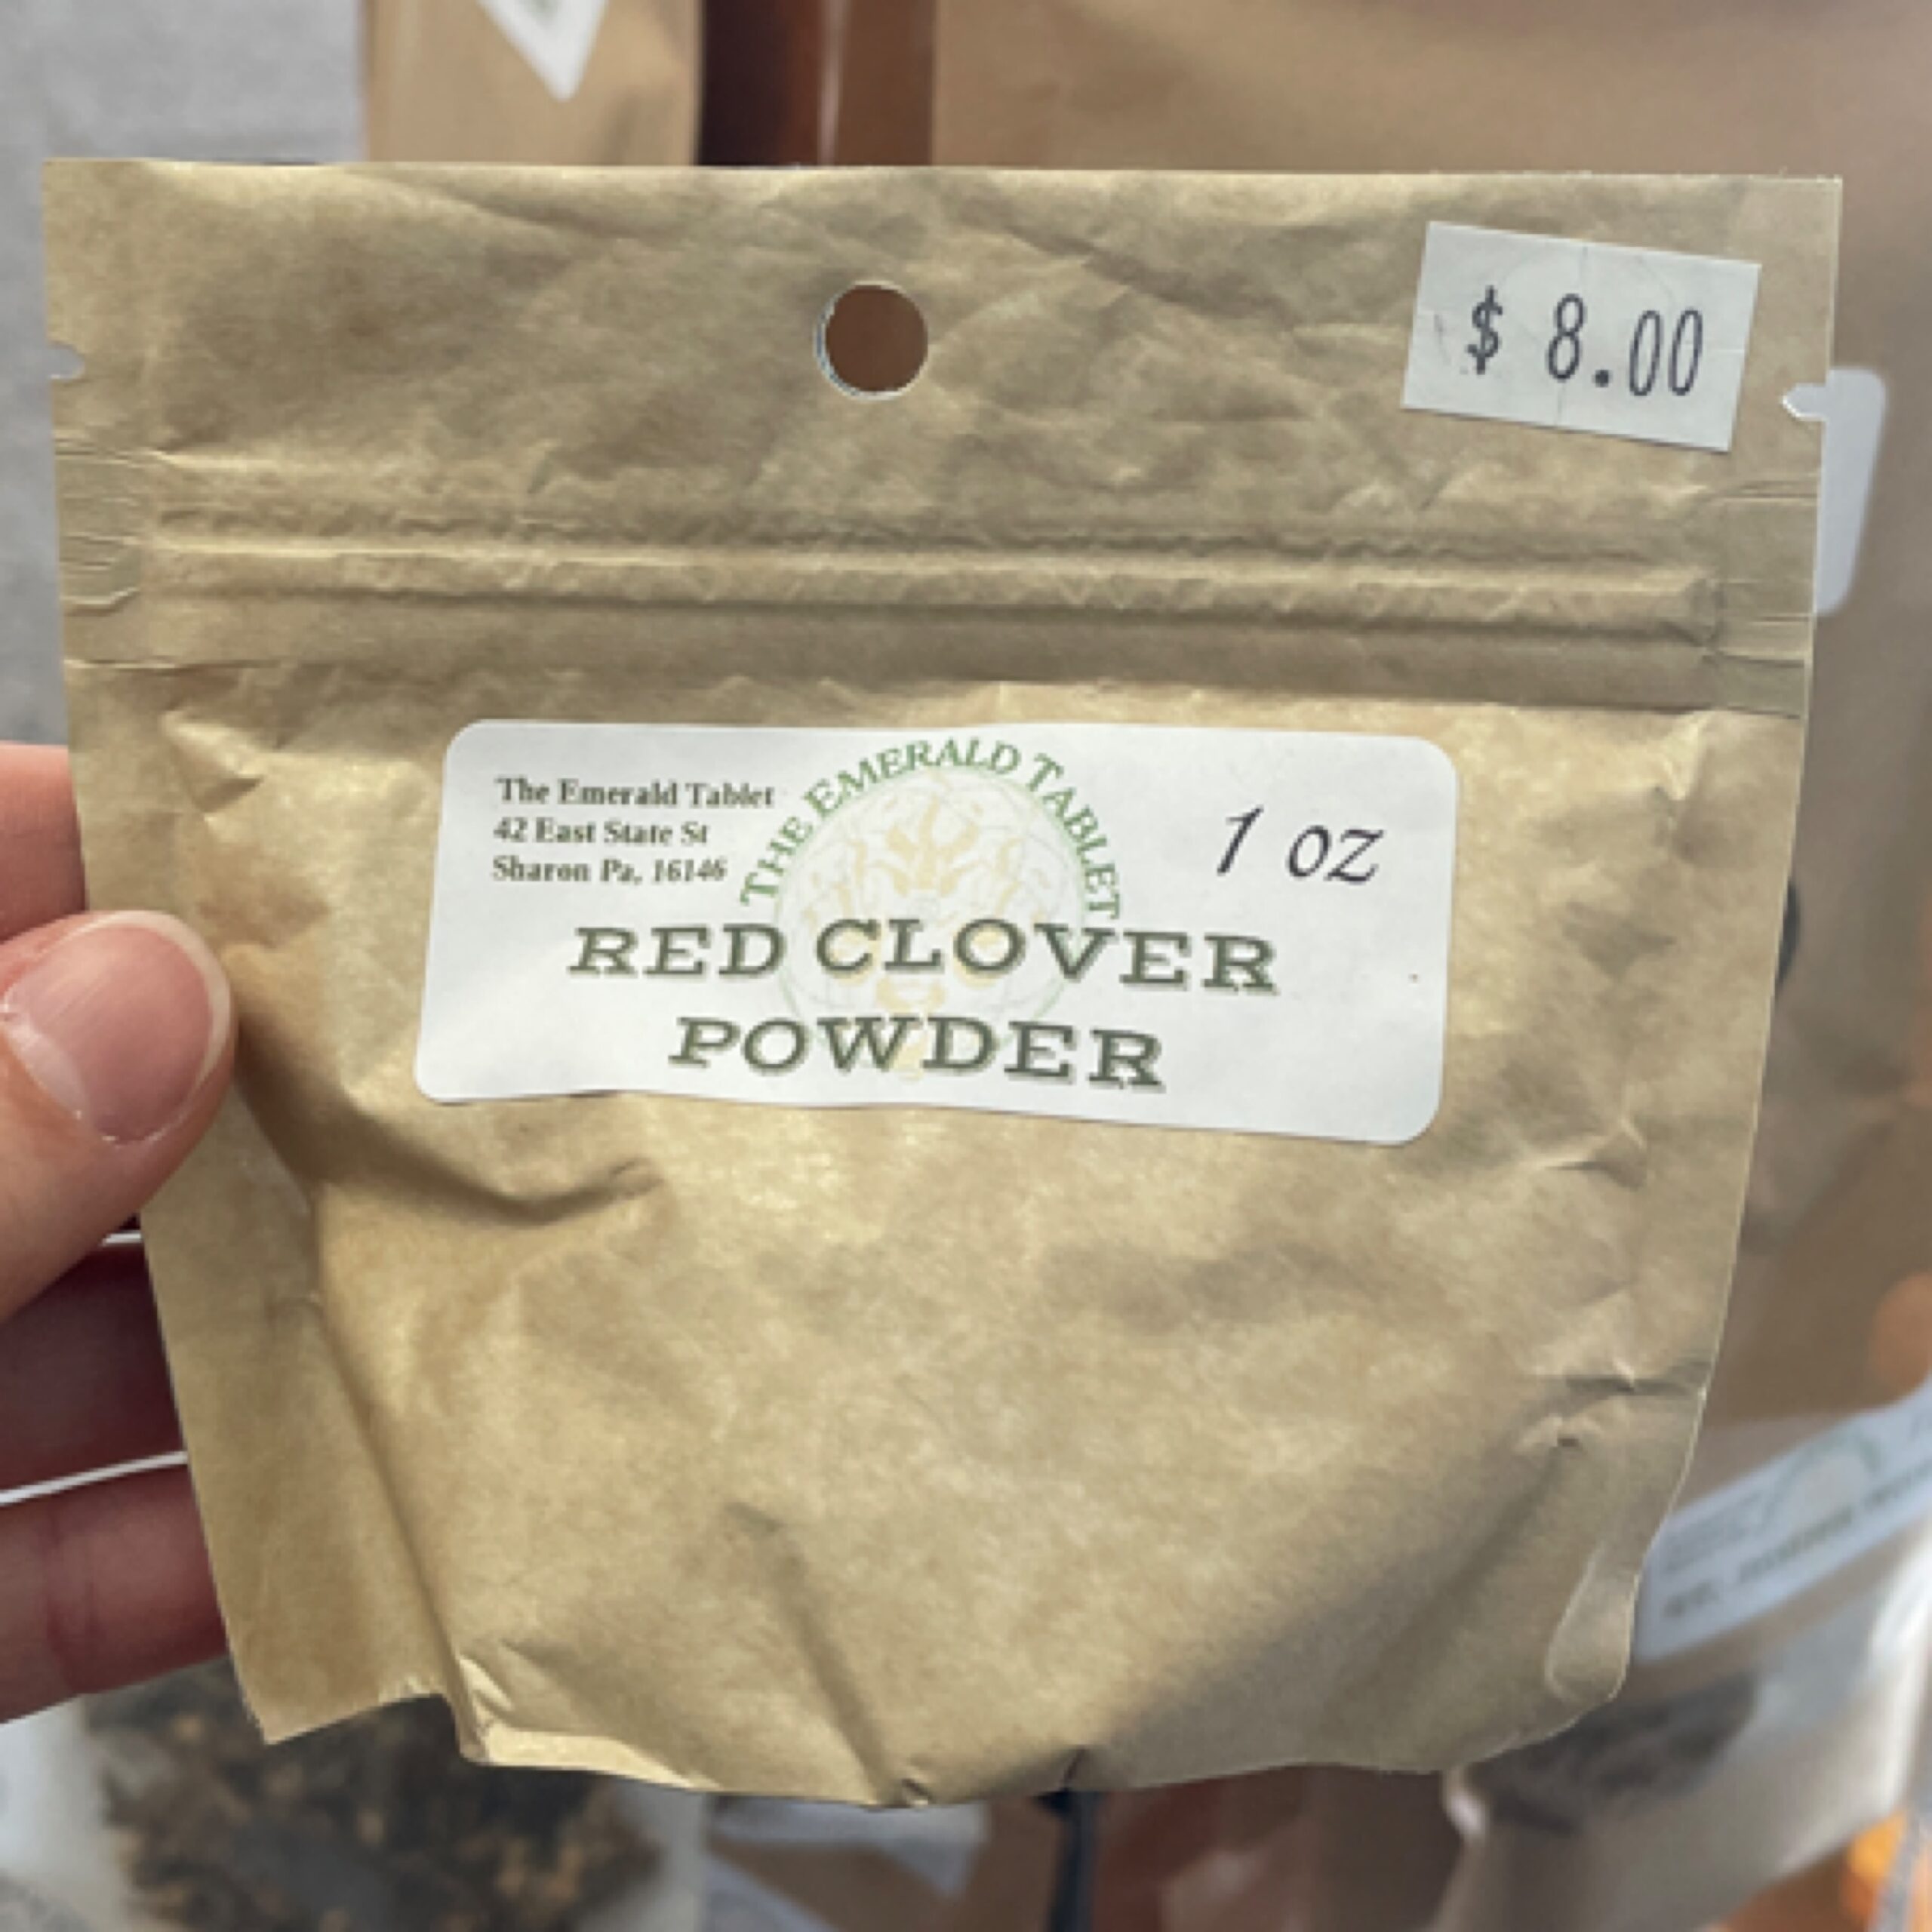 $ 8.00
The Emerald Tablet
42 East State St
Sharon Pa, 16146
THE EMERALD TABLET
1 oz
RED CLOVER
POWDER